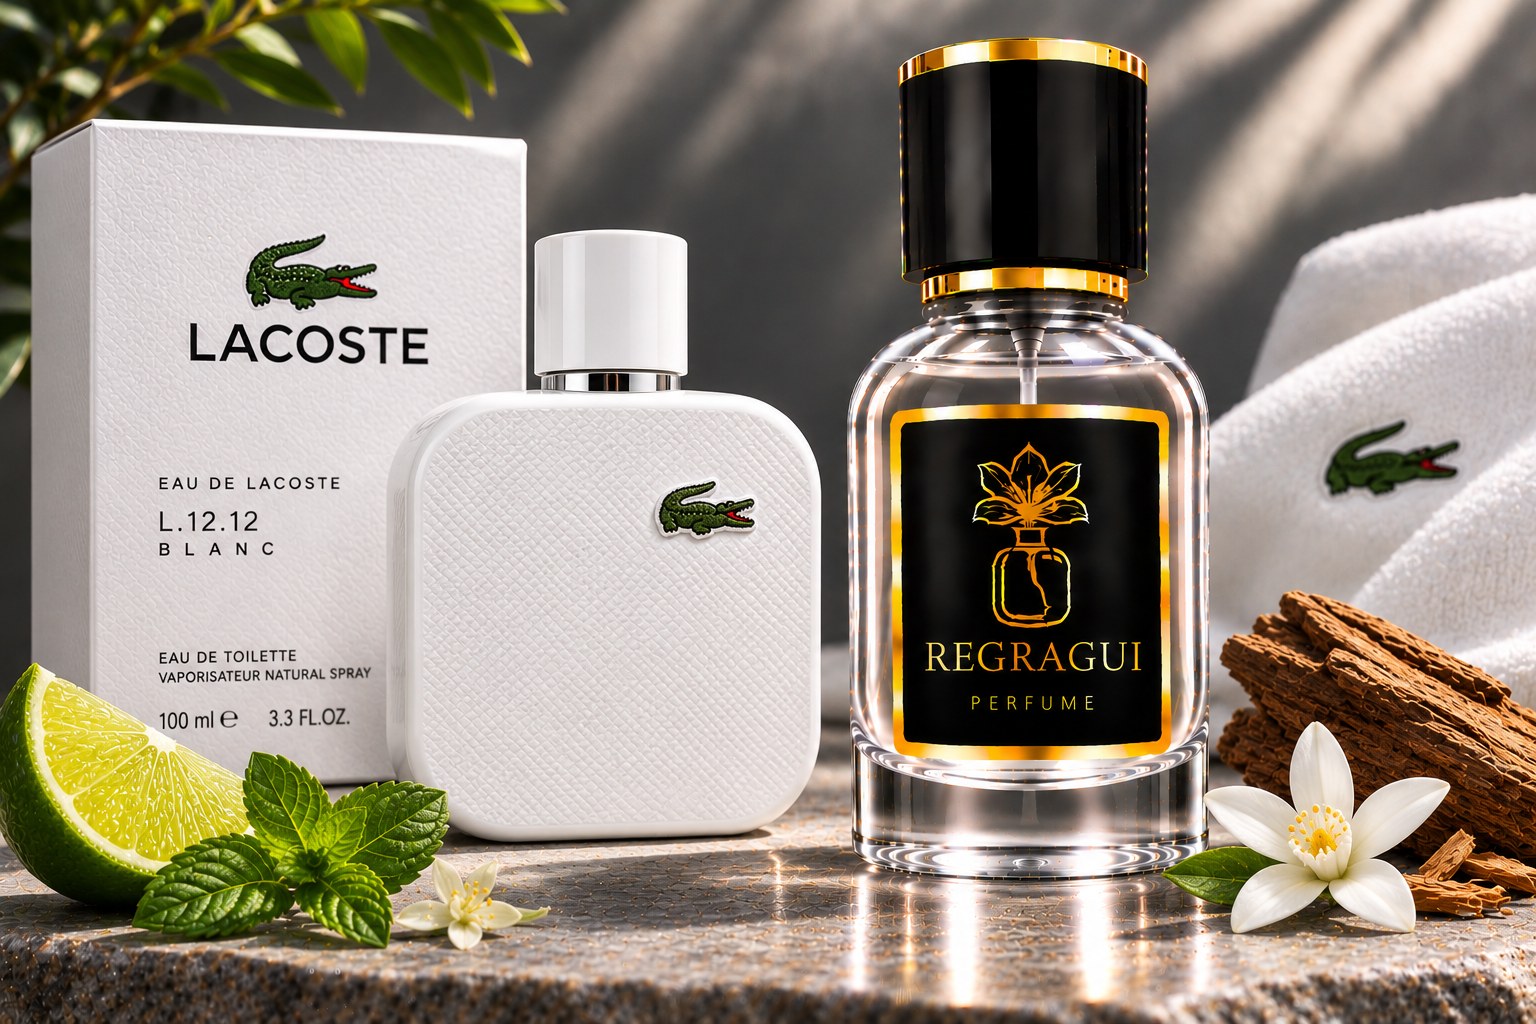 LACOSTE
EAU DE LACOSTE
L.12.12
BLANC
EAU DE TOILETTE
VAPORISATEUR NATURAL SPRAY
100 ml ℮ 3.3 FL.OZ.
REGRAGUI
PERFUME